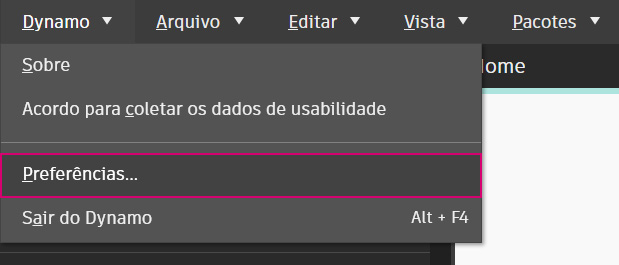 Dynamo Arquivo Editar Vista Pacotes
Sobre
Home
Acordo para coletar os dados de usabilidade
Preferências...
Sair do Dynamo Alt + F4